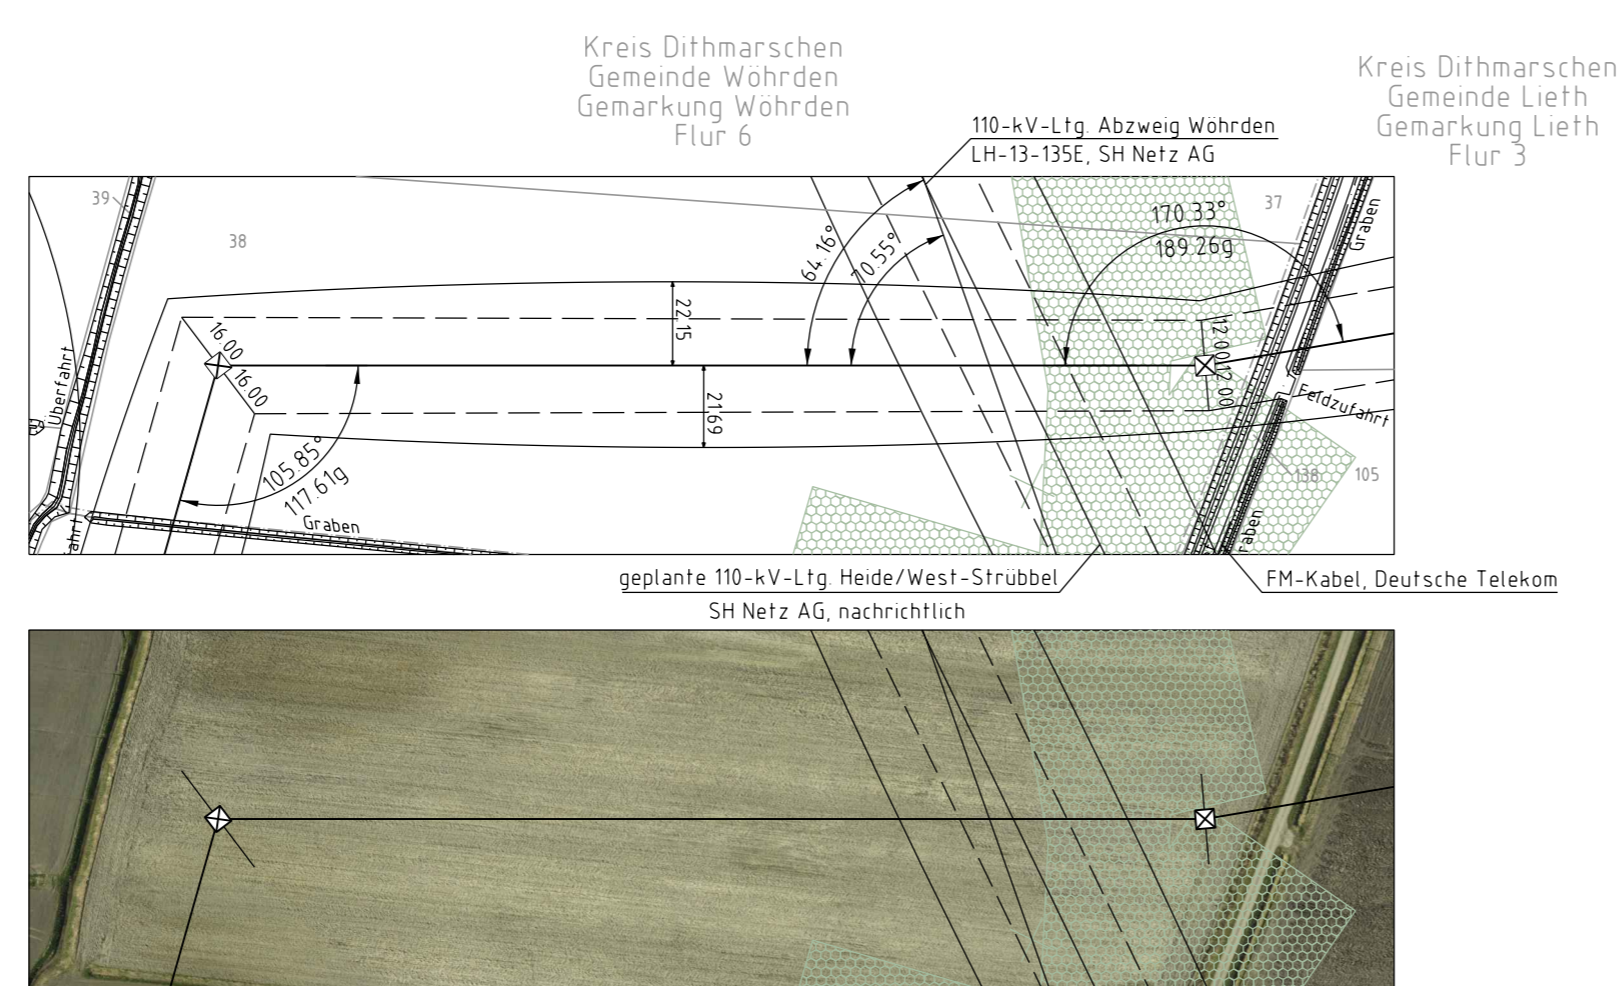 Kreis Dithmarschen
Gemeinde Wöhrden
Gemarkung Wöhrden
Flur 6
Kreis Dithmarschen
Gemeinde Lieth
Gemarkung Lieth
Flur 3
110-kV-Ltg. Abzweig Wöhrden
LH-13-135E, SH Netz AG
39
38
37
Graben
170.33°
189.26g
64.16°
70.55°
22.15
21.69
16.00
16.00
12.00
12.00
Überfahrt
105.85°
117.61g
Feldzufahrt
138
105
Graben
fahrt
raben
geplante 110-kV-Ltg. Heide/West-Strübbel
SH Netz AG, nachrichtlich
FM-Kabel, Deutsche Telekom